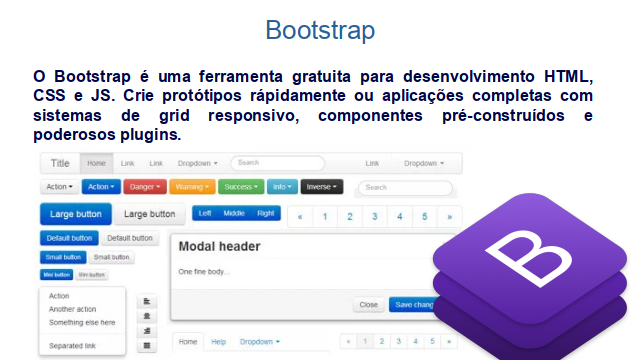 Bootstrap
O Bootstrap é uma ferramenta gratuita para desenvolvimento HTML,
CSS e JS. Crie protótipos rápidamente ou aplicações completas com
sistemas de grid responsivo, componentes pré-construídos e
poderosos plugins.
Title Home Link Link Dropdown Search Link Dropdown
Action Action Danger Warning Success Info Inverse Search
Large button Large button Left Middle Right « 1 2 3 4 5 »
Default button Default button
Modal header
Small button Small button
One fine body...
Mini button Mini button
Action
Another action
Close Save chang
Something else here
Separated link
Home Help Dropdown « 1 2 3 4 5 »
B